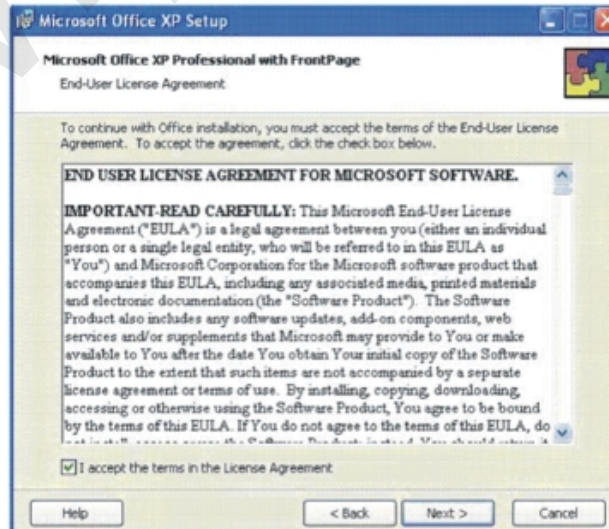 Microsoft Office XP Setup
Microsoft Office XP Professional with FrontPage
End-User License Agreement
To continue with Office installation, you must accept the terms of the End-User License
Agreement. To accept the agreement, click the check box below.
END USER LICENSE AGREEMENT FOR MICROSOFT SOFTWARE.
IMPORTANT-READ CAREFULLY: This Microsoft End-User License
Agreement ("EULA") is a legal agreement between you (either an individual
person or a single legal entity, who will be referred to in this EULA as
"You") and Microsoft Corporation for the Microsoft software product that
accompanies this EULA, including any associated media, printed materials
and electronic documentation (the "Software Product"). The Software
Product also includes any software updates, add-on components, web
services and/or supplements that Microsoft may provide to You or make
available to You after the date You obtain Your initial copy of the Software
Product to the extent that such items are not accompanied by a separate
license agreement or terms of use. By installing, copying, downloading,
accessing or otherwise using the Software Product, You agree to be bound
by the terms of this EULA. If You do not agree to the terms of this EULA, do
I accept the terms in the License Agreement
Help
< Back
Next >
Cancel